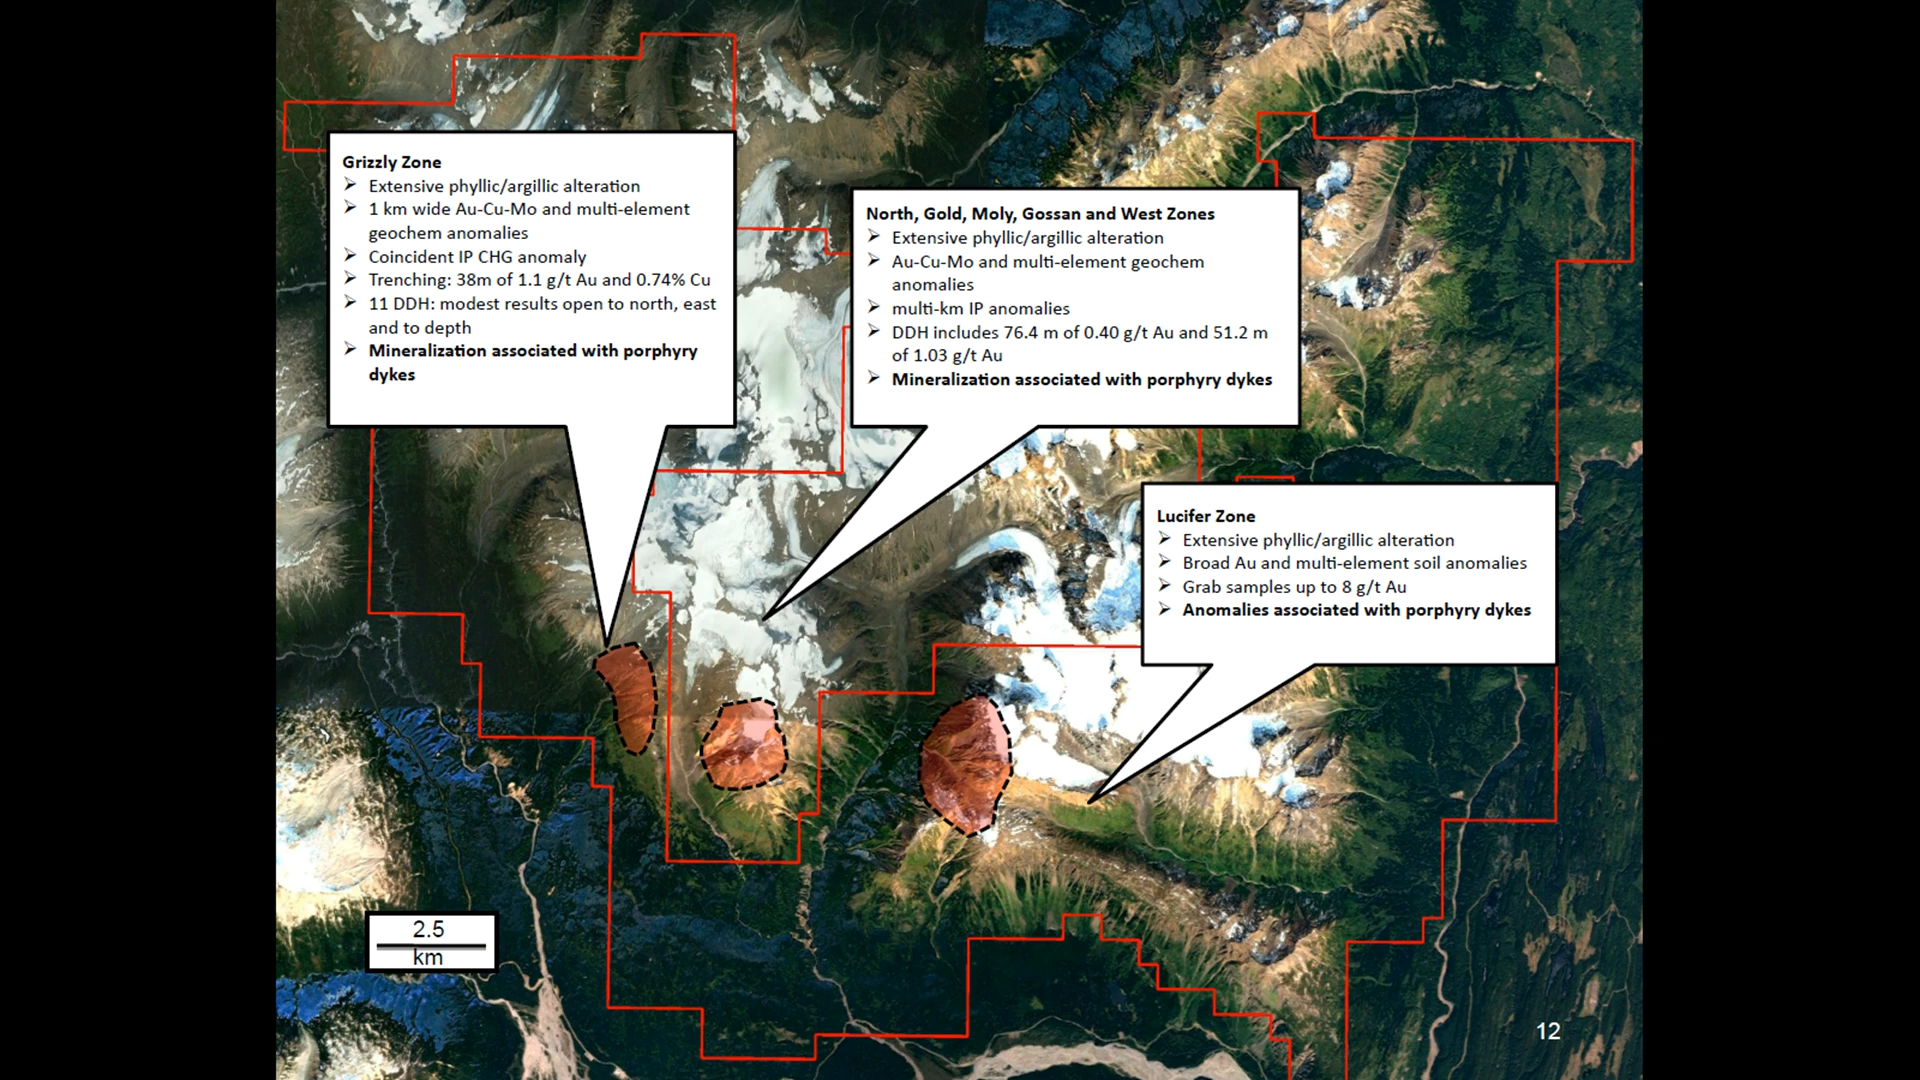 Grizzly Zone
➢ Extensive phyllic/argillic alteration
➢ 1 km wide Au-Cu-Mo and multi-element
geochem anomalies
➢ Coincident IP CHG anomaly
➢ Trenching: 38m of 1.1 g/t Au and 0.74% Cu
➢ 11 DDH: modest results open to north, east
and to depth
➢ Mineralization associated with porphyry
dykes
North, Gold, Moly, Gossan and West Zones
➢ Extensive phyllic/argillic alteration
➢ Au-Cu-Mo and multi-element geochem
anomalies
➢ multi-km IP anomalies
➢ DDH includes 76.4 m of 0.40 g/t Au and 51.2 m
of 1.03 g/t Au
➢ Mineralization associated with porphyry dykes
Lucifer Zone
➢ Extensive phyllic/argillic alteration
➢ Broad Au and multi-element soil anomalies
➢ Grab samples up to 8 g/t Au
➢ Anomalies associated with porphyry dykes
2.5
km
12